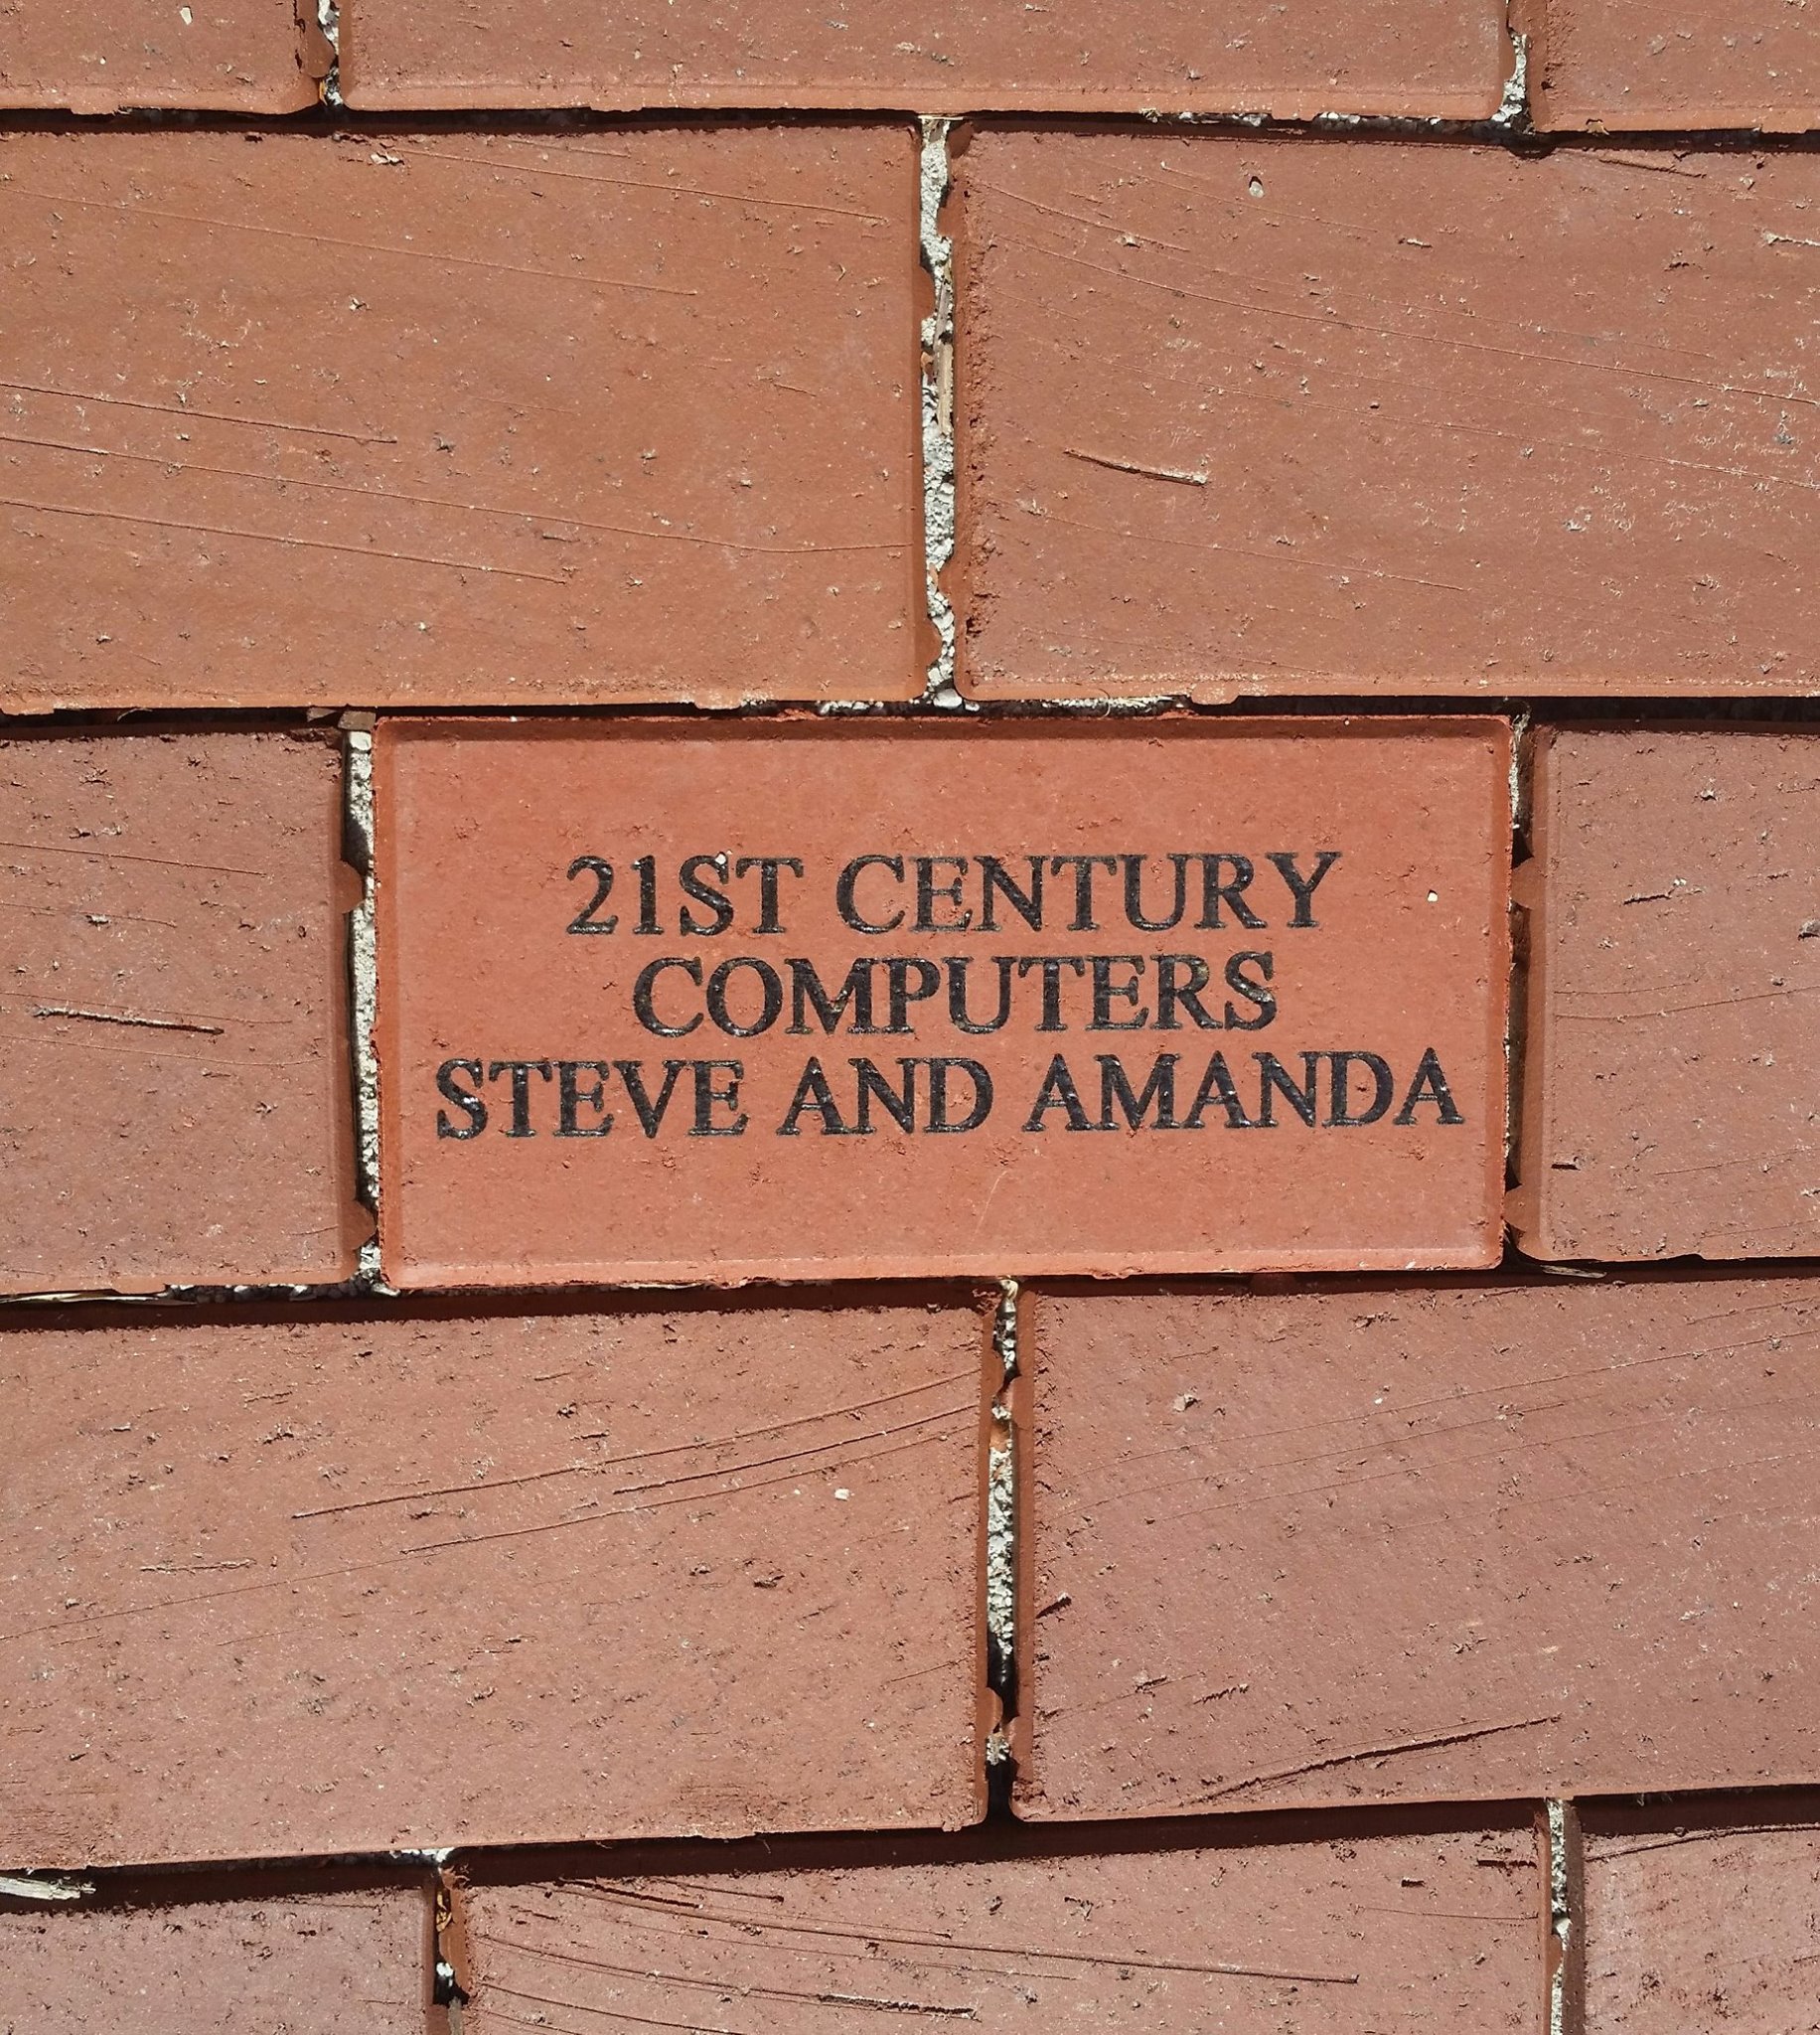 21ST CENTURY
COMPUTERS
STEVE AND AMANDA